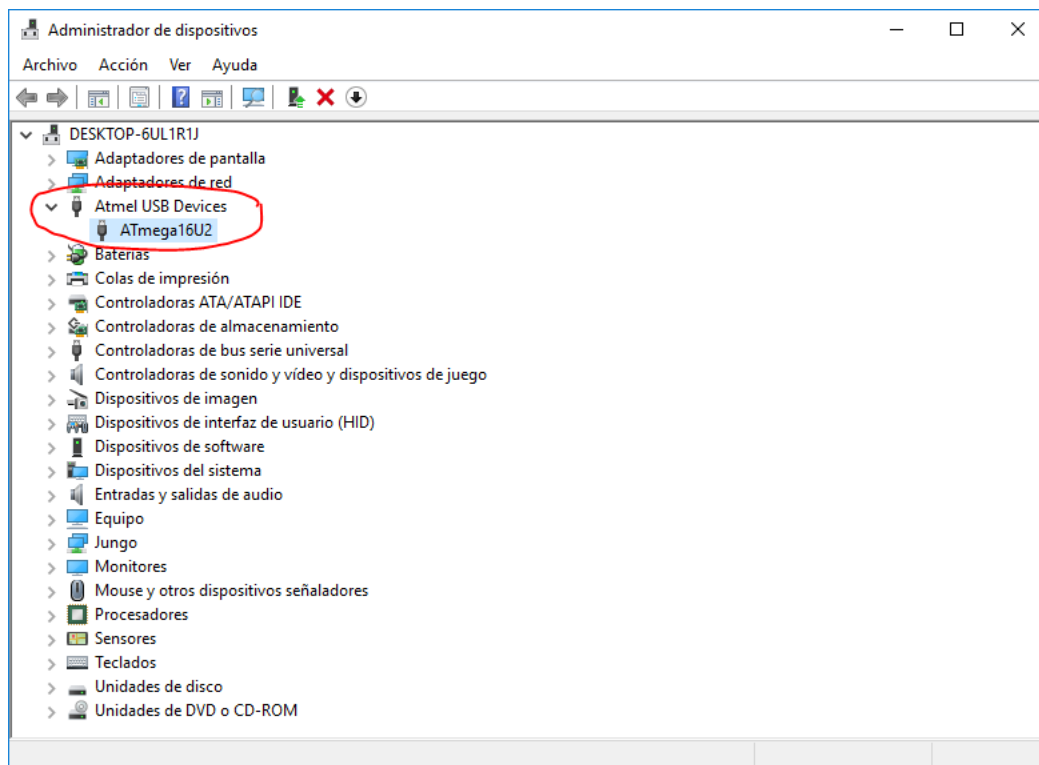 Administrador de dispositivos
Archivo Acción Ver Ayuda
DESKTOP-6UL1R1J
Adaptadores de pantalla
Adaptadores de red
Atmel USB Devices
ATmega16U2
Baterías
Colas de impresión
Controladoras ATA/ATAPI IDE
Controladoras de almacenamiento
Controladoras de bus serie universal
Controladoras de sonido y vídeo y dispositivos de juego
Dispositivos de imagen
Dispositivos de interfaz de usuario (HID)
Dispositivos de software
Dispositivos del sistema
Entradas y salidas de audio
Equipo
Jungo
Monitores
Mouse y otros dispositivos señaladores
Procesadores
Sensores
Teclados
Unidades de disco
Unidades de DVD o CD-ROM